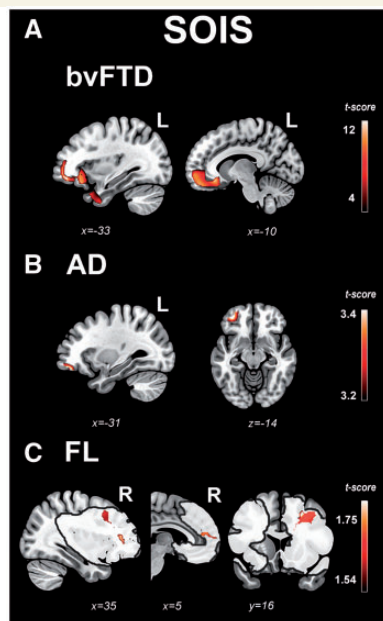 A SOIS
bvFTD
L L
t-score
12
4
x=-33 x=-10
B AD
L
t-score
3.4
3.2
x=-31 z=-14
C FL
R R
t-score
1.75
1.54
x=35 x=5 y=16